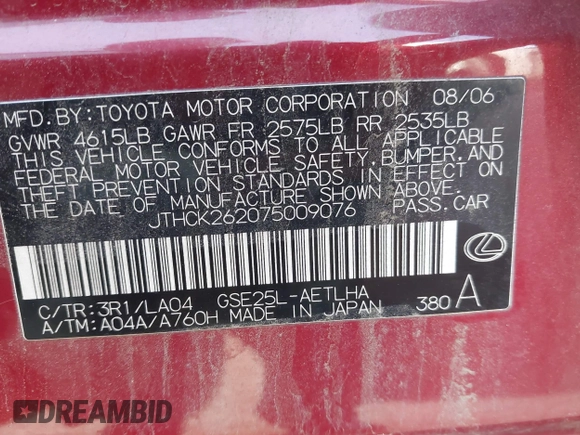 MFD.BY:TOYOTA MOTOR CORPORATION 08/06
GVWR 4615LB GAWR FR 2575LB RR 2535LB
THIS VEHICLE CONFORMS TO ALL APPLICABLE
FEDERAL MOTOR VEHICLE SAFETY,BUMPER,AND
THEFT PREVENTION STANDARDS IN EFFECT ON
THE DATE OF MANUFACTURE SHOWN ABOVE.
JTHCK262075009076 PASS.CAR
C/TR:3R1/LA04 GSE25L-AETLHA
A/TM:A04A/A760H MADE IN JAPAN 380 A
DREAMBID